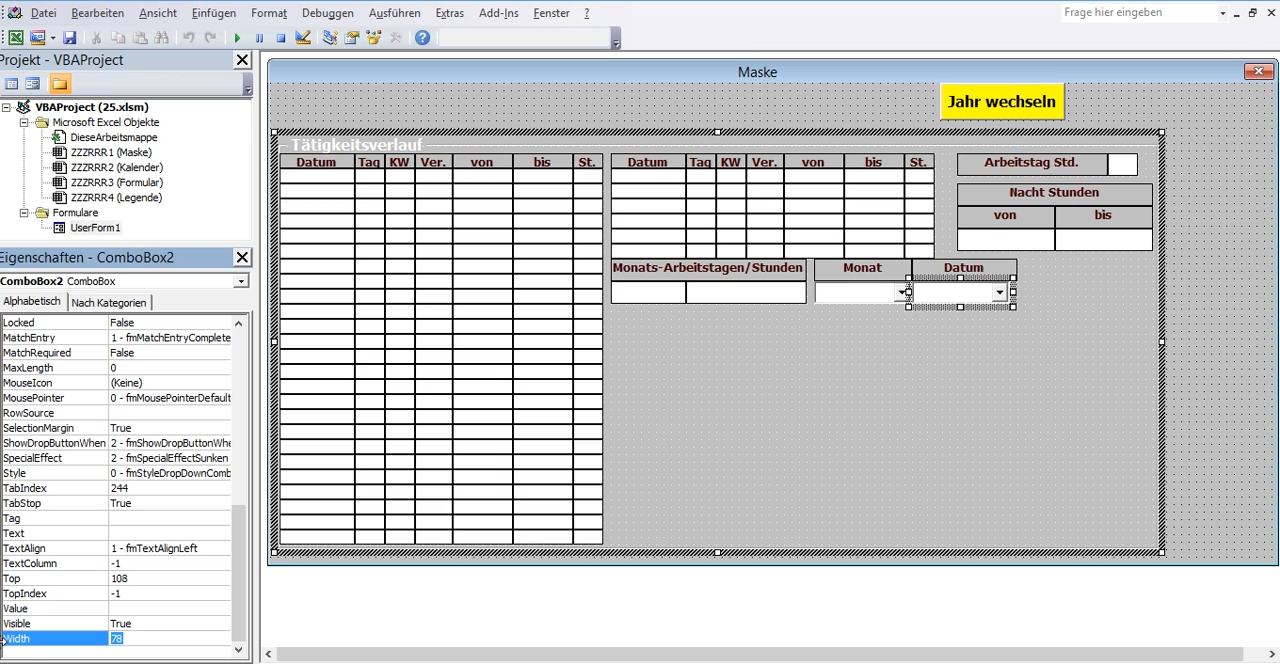 Datei Bearbeiten Ansicht Einfügen Format Debuggen Ausführen Extras Add-Ins Fenster ? Frage hier eingeben
Projekt - VBAProject
VBAProject (25.xlsm)
Microsoft Excel Objekte
DieseArbeitsmappe
ZZZRRR1 (Maske)
ZZZRRR2 (Kalender)
ZZZRRR3 (Formular)
ZZZRRR4 (Legende)
Formulare
UserForm1
Eigenschaften - ComboBox2
ComboBox2 ComboBox
Alphabetisch Nach Kategorien
Locked False
MatchEntry 1 - fmMatchEntryComplete
MatchRequired False
MaxLength 0
MouseIcon (Keine)
MousePointer 0 - fmMousePointerDefault
RowSource
SelectionMargin True
ShowDropButtonWhen 2 - fmShowDropButtonWhe
SpecialEffect 2 - fmSpecialEffectSunken
Style 0 - fmStyleDropDownComb
TabIndex 244
TabStop True
Tag
Text
TextAlign 1 - fmTextAlignLeft
TextColumn -1
Top 108
TopIndex -1
Value
Visible True
Width 78
Maske
Jahr wechseln
Tätigkeitsverlauf
Datum Tag KW Ver. von bis St. Datum Tag KW Ver. von bis St. Arbeitstag Std.
Nacht Stunden
von bis
Monats-Arbeitstagen/Stunden Monat Datum